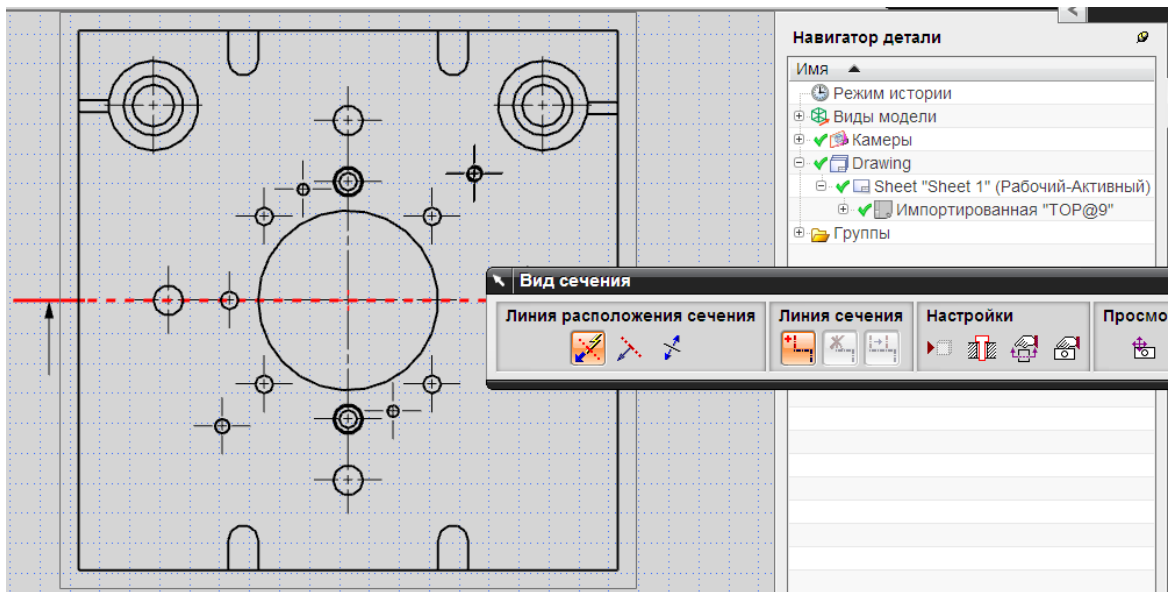 Навигатор детали
Имя
Режим истории
Виды модели
Камеры
Drawing
Sheet "Sheet 1" (Рабочий-Активный)
Импортированная "TOP@9"
Группы
Вид сечения
Линия расположения сечения
Линия сечения
Настройки
Просмо